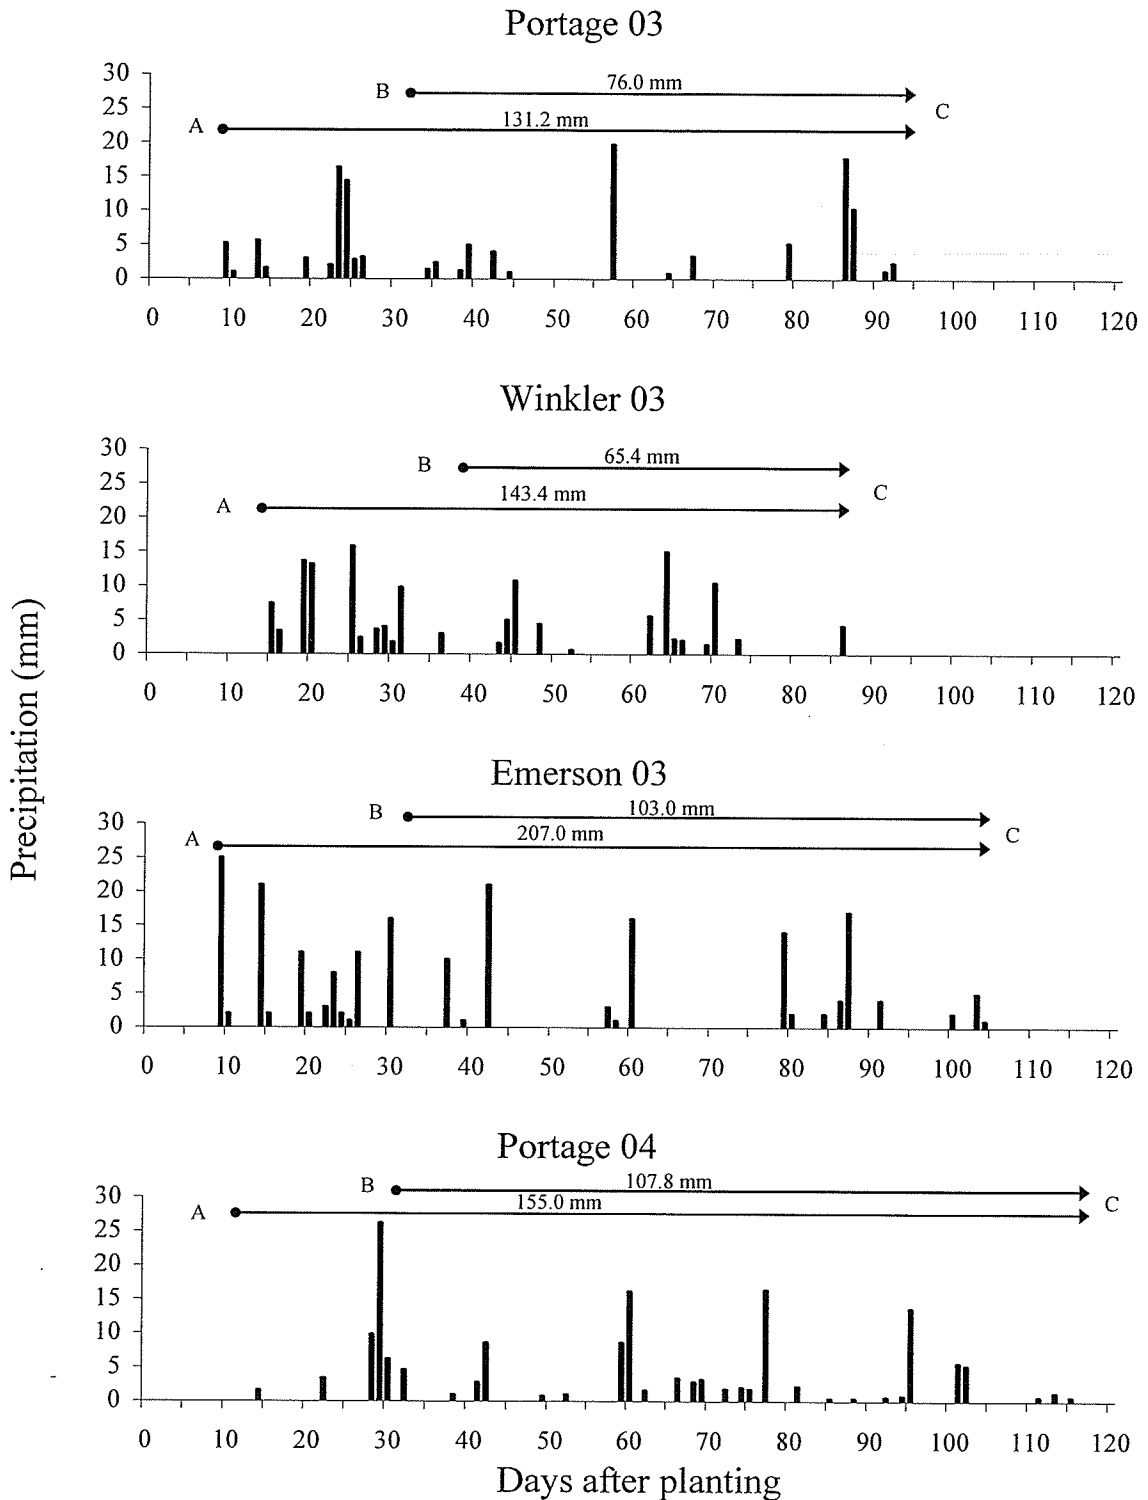 Portage 03
30
25
20
15
10
5
0
B 76.0 mm
A 131.2 mm C
0 10 20 30 40 50 60 70 80 90 100 110 120
Winkler 03
30
25
20
15
10
5
0
B 65.4 mm
A 143.4 mm C
0 10 20 30 40 50 60 70 80 90 100 110 120
Precipitation (mm)
Emerson 03
30
25
20
15
10
5
0
B 103.0 mm
A 207.0 mm C
0 10 20 30 40 50 60 70 80 90 100 110 120
Portage 04
30
25
20
15
10
5
0
B 107.8 mm
A 155.0 mm C
0 10 20 30 40 50 60 70 80 90 100 110 120
Days after planting